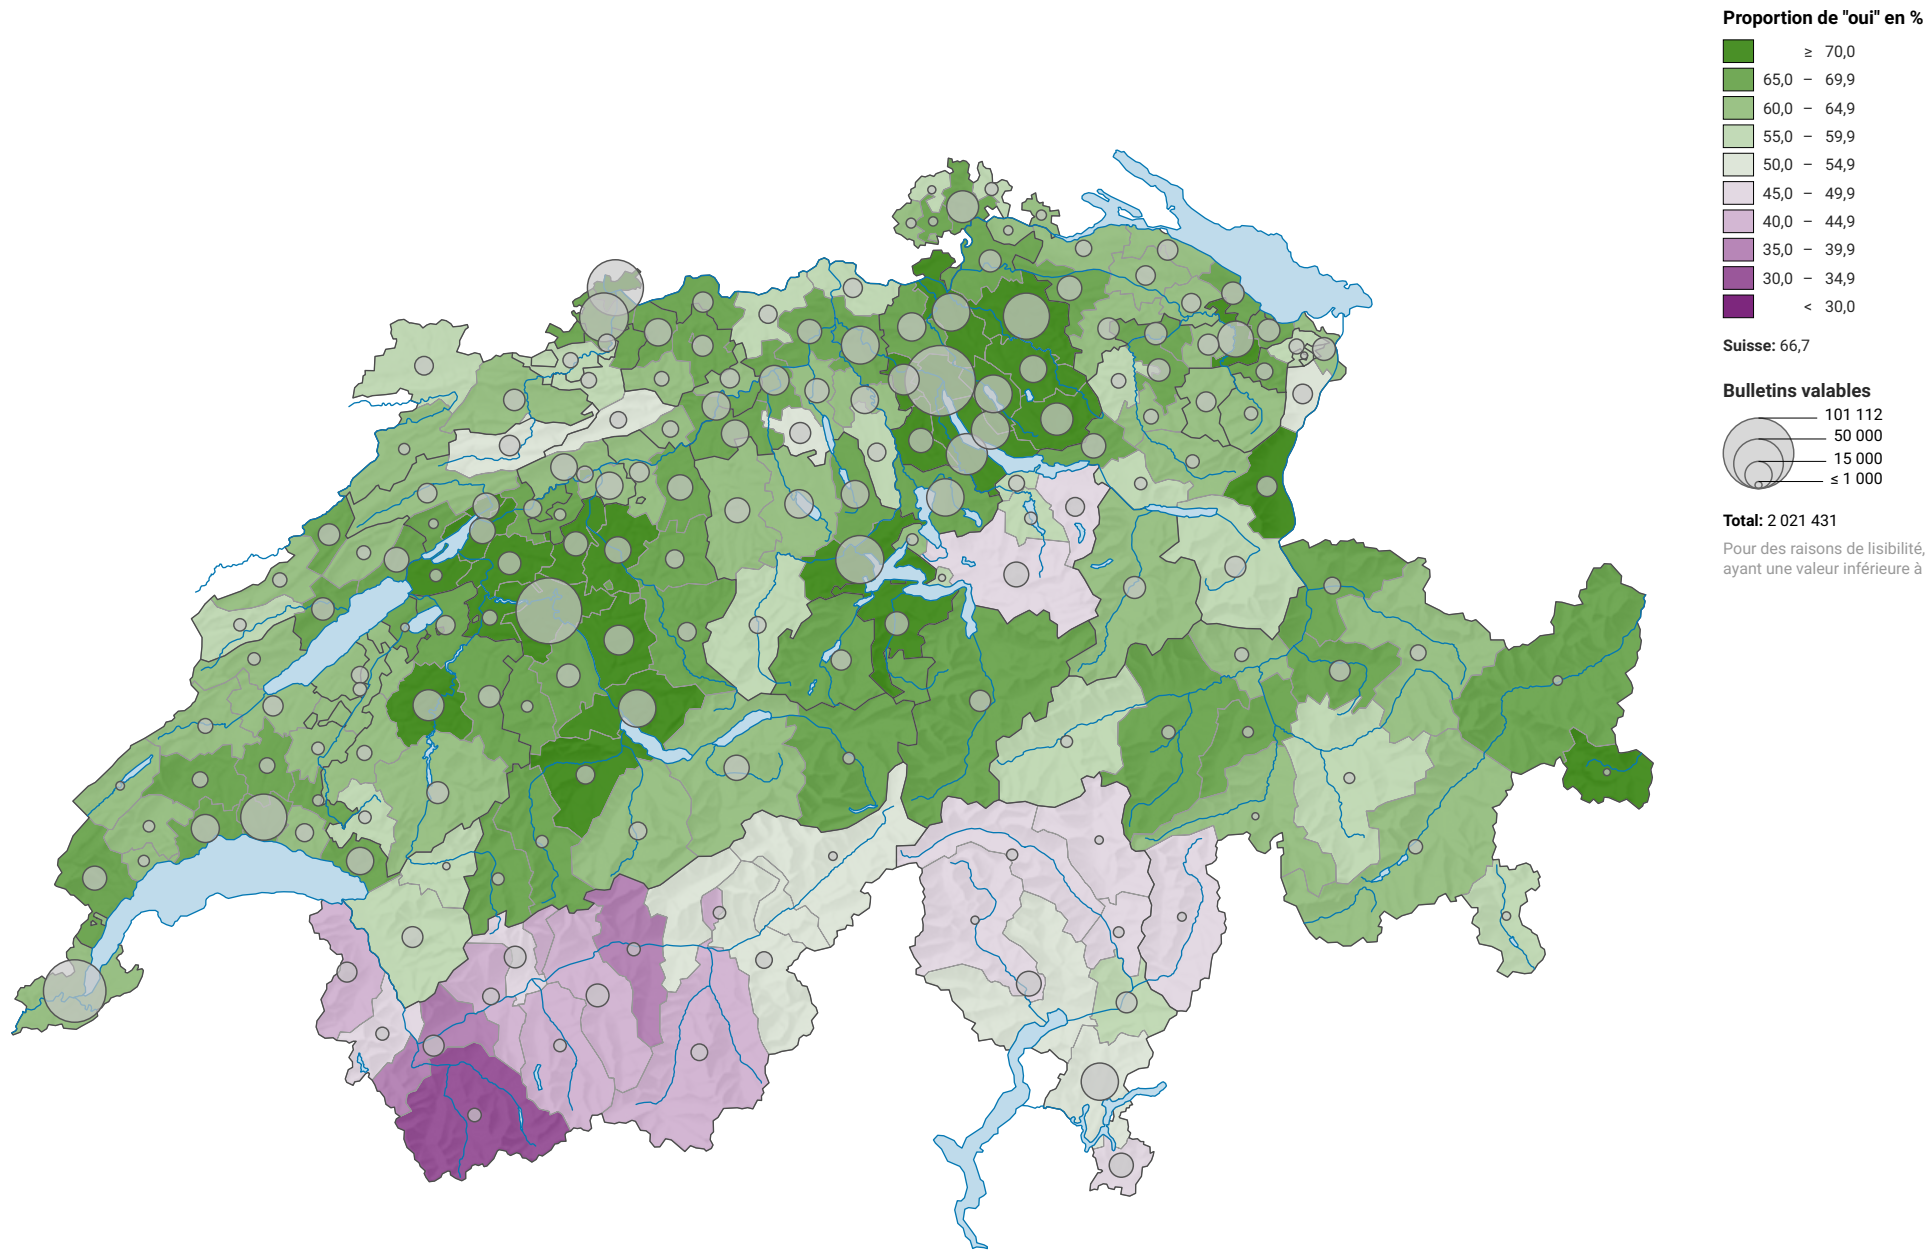 Proportion de "oui" en %
≥ 70,0
65,0 – 69,9
60,0 – 64,9
55,0 – 59,9
50,0 – 54,9
45,0 – 49,9
40,0 – 44,9
35,0 – 39,9
30,0 – 34,9
< 30,0
Suisse: 66,7
Bulletins valables
101 112
50 000
15 000
≤ 1 000
Total: 2 021 431
Pour des raisons de lisibilité,
ayant une valeur inférieure à